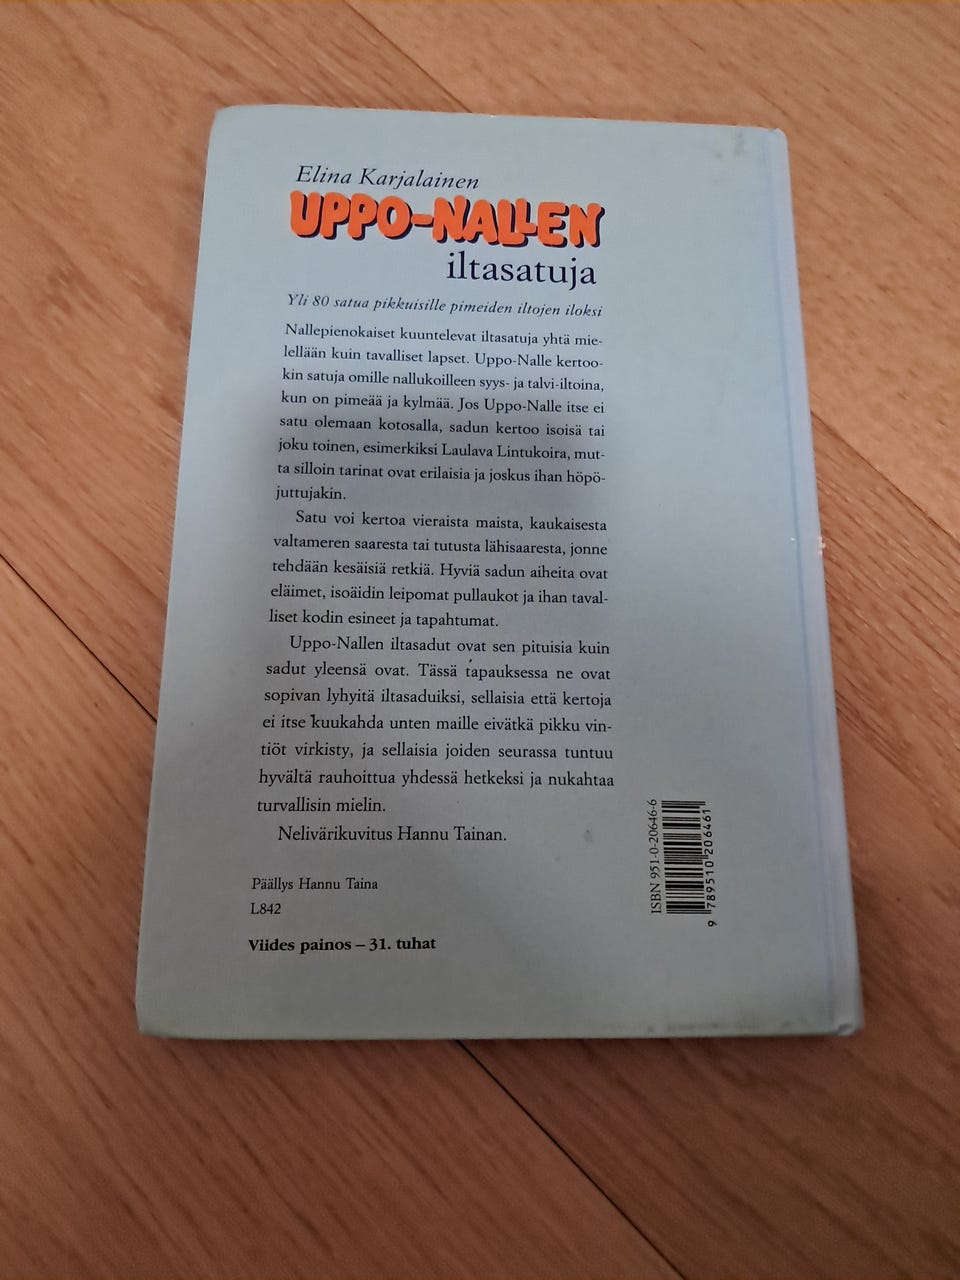 Elina Karjalainen
UPPO-NALLEN
iltasatuja
Yli 80 satua pikkuisille pimeiden iltojen iloksi
Nallepienokaiset kuuntelevat iltasatuja yhtä mie-
lellään kuin tavalliset lapset. Uppo-Nalle kertoo-
kin satuja omille nallukoilleen syys- ja talvi-iltoina,
kun on pimeää ja kylmää. Jos Uppo-Nalle itse ei
satu olemaan kotosalla, sadun kertoo isoisä tai
joku toinen, esimerkiksi Laulava Lintukoira, mut-
ta silloin tarinat ovat erilaisia ja joskus ihan höpö-
juttujakin.
Satu voi kertoa vieraista maista, kaukaisesta
valtameren saaresta tai tutusta lähisaaresta, jonne
tehdään kesäisiä retkiä. Hyviä sadun aiheita ovat
eläimet, isoäidin leipomat pullaukot ja ihan taval-
liset kodin esineet ja tapahtumat.
Uppo-Nallen iltasadut ovat sen pituisia kuin
sadut yleensä ovat. Tässä tapauksessa ne ovat
sopivan lyhyitä iltasaduiksi, sellaisia että kertoja
ei itse kuukahda unten maille eivätkä pikku vin-
tiöt virkisty, ja sellaisia joiden seurassa tuntuu
hyvältä rauhoittua yhdessä hetkeksi ja nukahtaa
turvallisin mielin.
Nelivärikuvitus Hannu Tainan.
Päällys Hannu Taina
L842
Viides painos – 31. tuhat
ISBN 951-0-20646-6
9 789510 206461